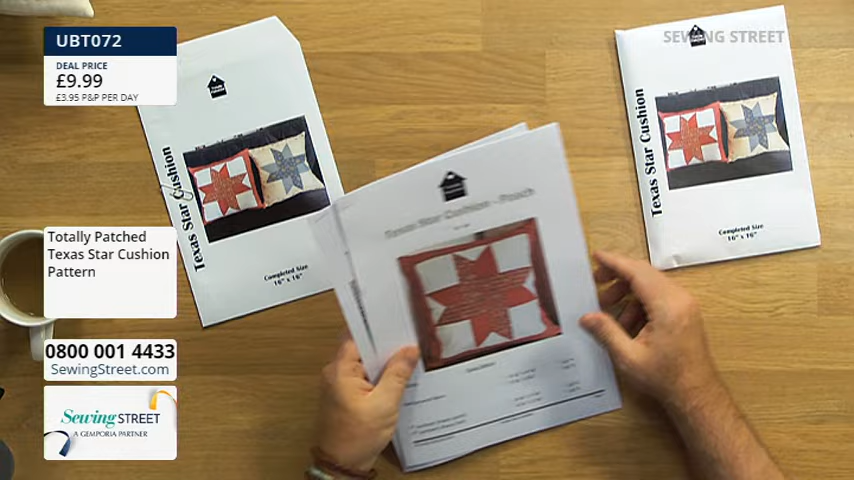 UBT072
DEAL PRICE
£9.99
£3.95 P&P PER DAY
Totally Patched
Texas Star Cushion
Pattern
0800 001 4433
SewingStreet.com
Sewing STREET
A GEMPORIA PARTNER
SEWING STREET
Texas Star Cushion
Completed Size
16" x 16"
Texas Star Cushion - Pouch
Texas Star Cushion
Completed Size
16" x 16"